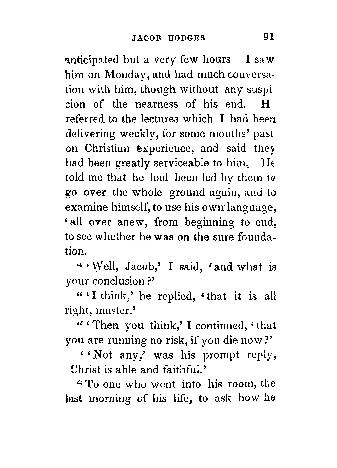 JACOB HODGES 91
anticipated but a very few hours I saw
him on Monday, and had much conversa-
tion with him, though without any suspi
cion of the nearness of his end. H
referred to the lectures which I had been
delivering weekly, for some months' past
on Christian experience, and said they
had been greatly serviceable to him. He
told me that he had been led by them to
go over the whole ground again, and to
examine himself, to use his own language,
'all over anew, from beginning to end,
to see whether he was on the sure founda-
tion.
"'Well, Jacob,' I said, 'and what is
your conclusion?'
"'I think,' he replied, 'that it is all
right, master.'
"'Then you think,' I continued, 'that
you are running no risk, if you die now?'
''Not any,' was his prompt reply,
Christ is able and faithful.'
"To one who went into his room, the
last morning of his life, to ask how he